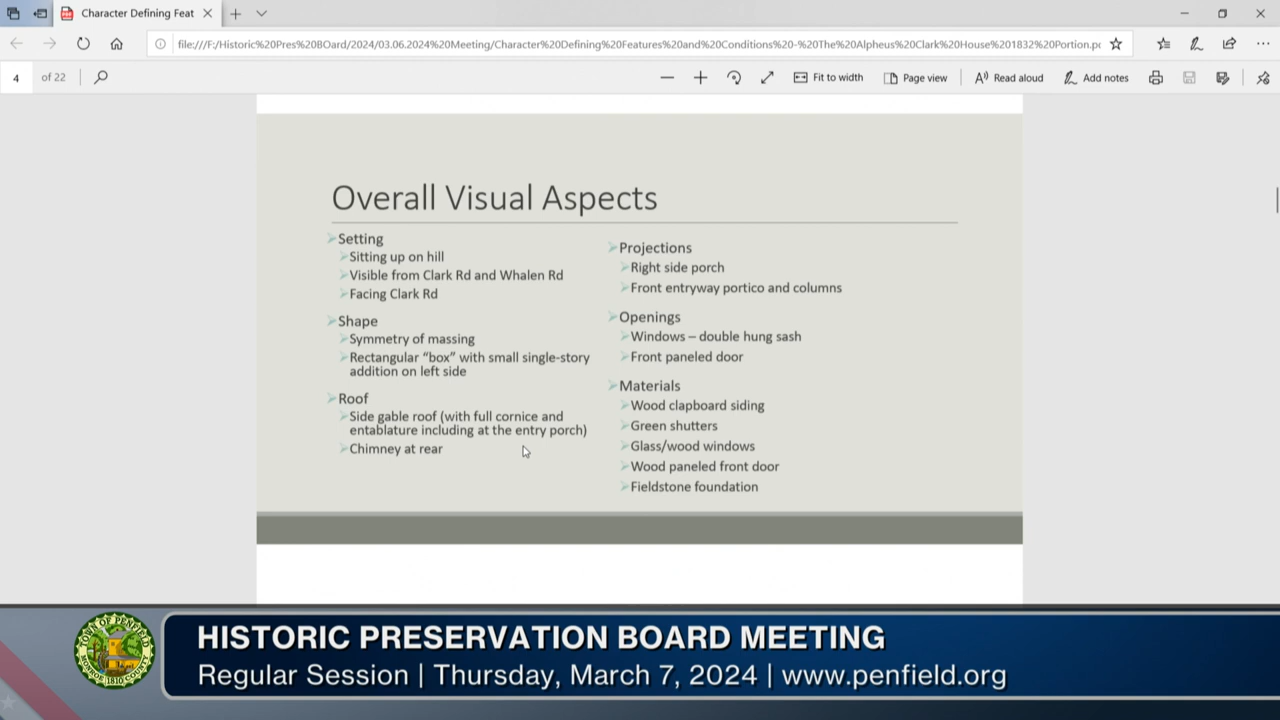 Character Defining Feat
file:///F:/Historic%20Pres%20BOard/2024/03.06.2024%20Meeting/Character%20Defining%20Features%20and%20Conditions%20-%20The%20Alpheus%20Clark%20House%201832%20Portion.pc
4 of 22
Fit to width
Page view
Read aloud
Add notes
Overall Visual Aspects
Setting
Sitting up on hill
Visible from Clark Rd and Whalen Rd
Facing Clark Rd
Shape
Symmetry of massing
Rectangular “box” with small single-story
addition on left side
Roof
Side gable roof (with full cornice and
entablature including at the entry porch)
Chimney at rear
Projections
Right side porch
Front entryway portico and columns
Openings
Windows – double hung sash
Front paneled door
Materials
Wood clapboard siding
Green shutters
Glass/wood windows
Wood paneled front door
Fieldstone foundation
TOWN OF PENFIELD
1810
HISTORIC PRESERVATION BOARD MEETING
Regular Session | Thursday, March 7, 2024 | www.penfield.org